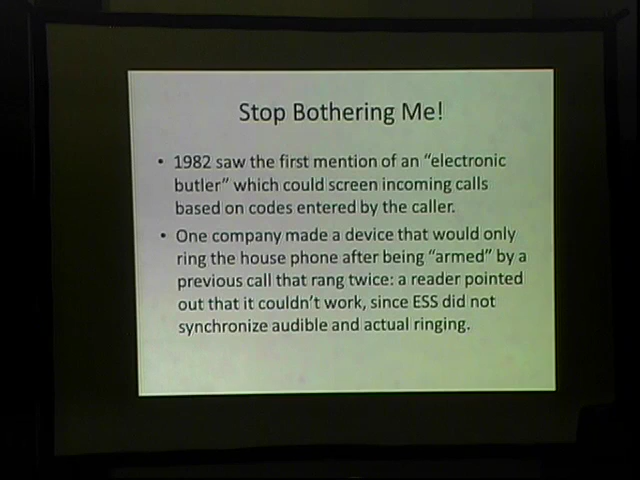 Stop Bothering Me!
• 1982 saw the first mention of an “electronic
butler” which could screen incoming calls
based on codes entered by the caller.
• One company made a device that would only
ring the house phone after being “armed” by a
previous call that rang twice: a reader pointed
out that it couldn’t work, since ESS did not
synchronize audible and actual ringing.